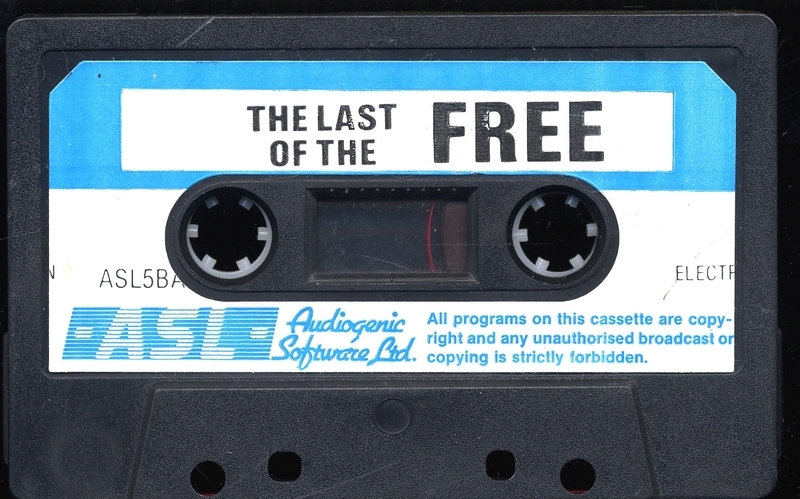 THE LAST FREE
OF THE
N ASL5BA ELECTR
ASL
Audiogenic
Software Ltd.
All programs on this cassette are copy-
right and any unauthorised broadcast or
copying is strictly forbidden.